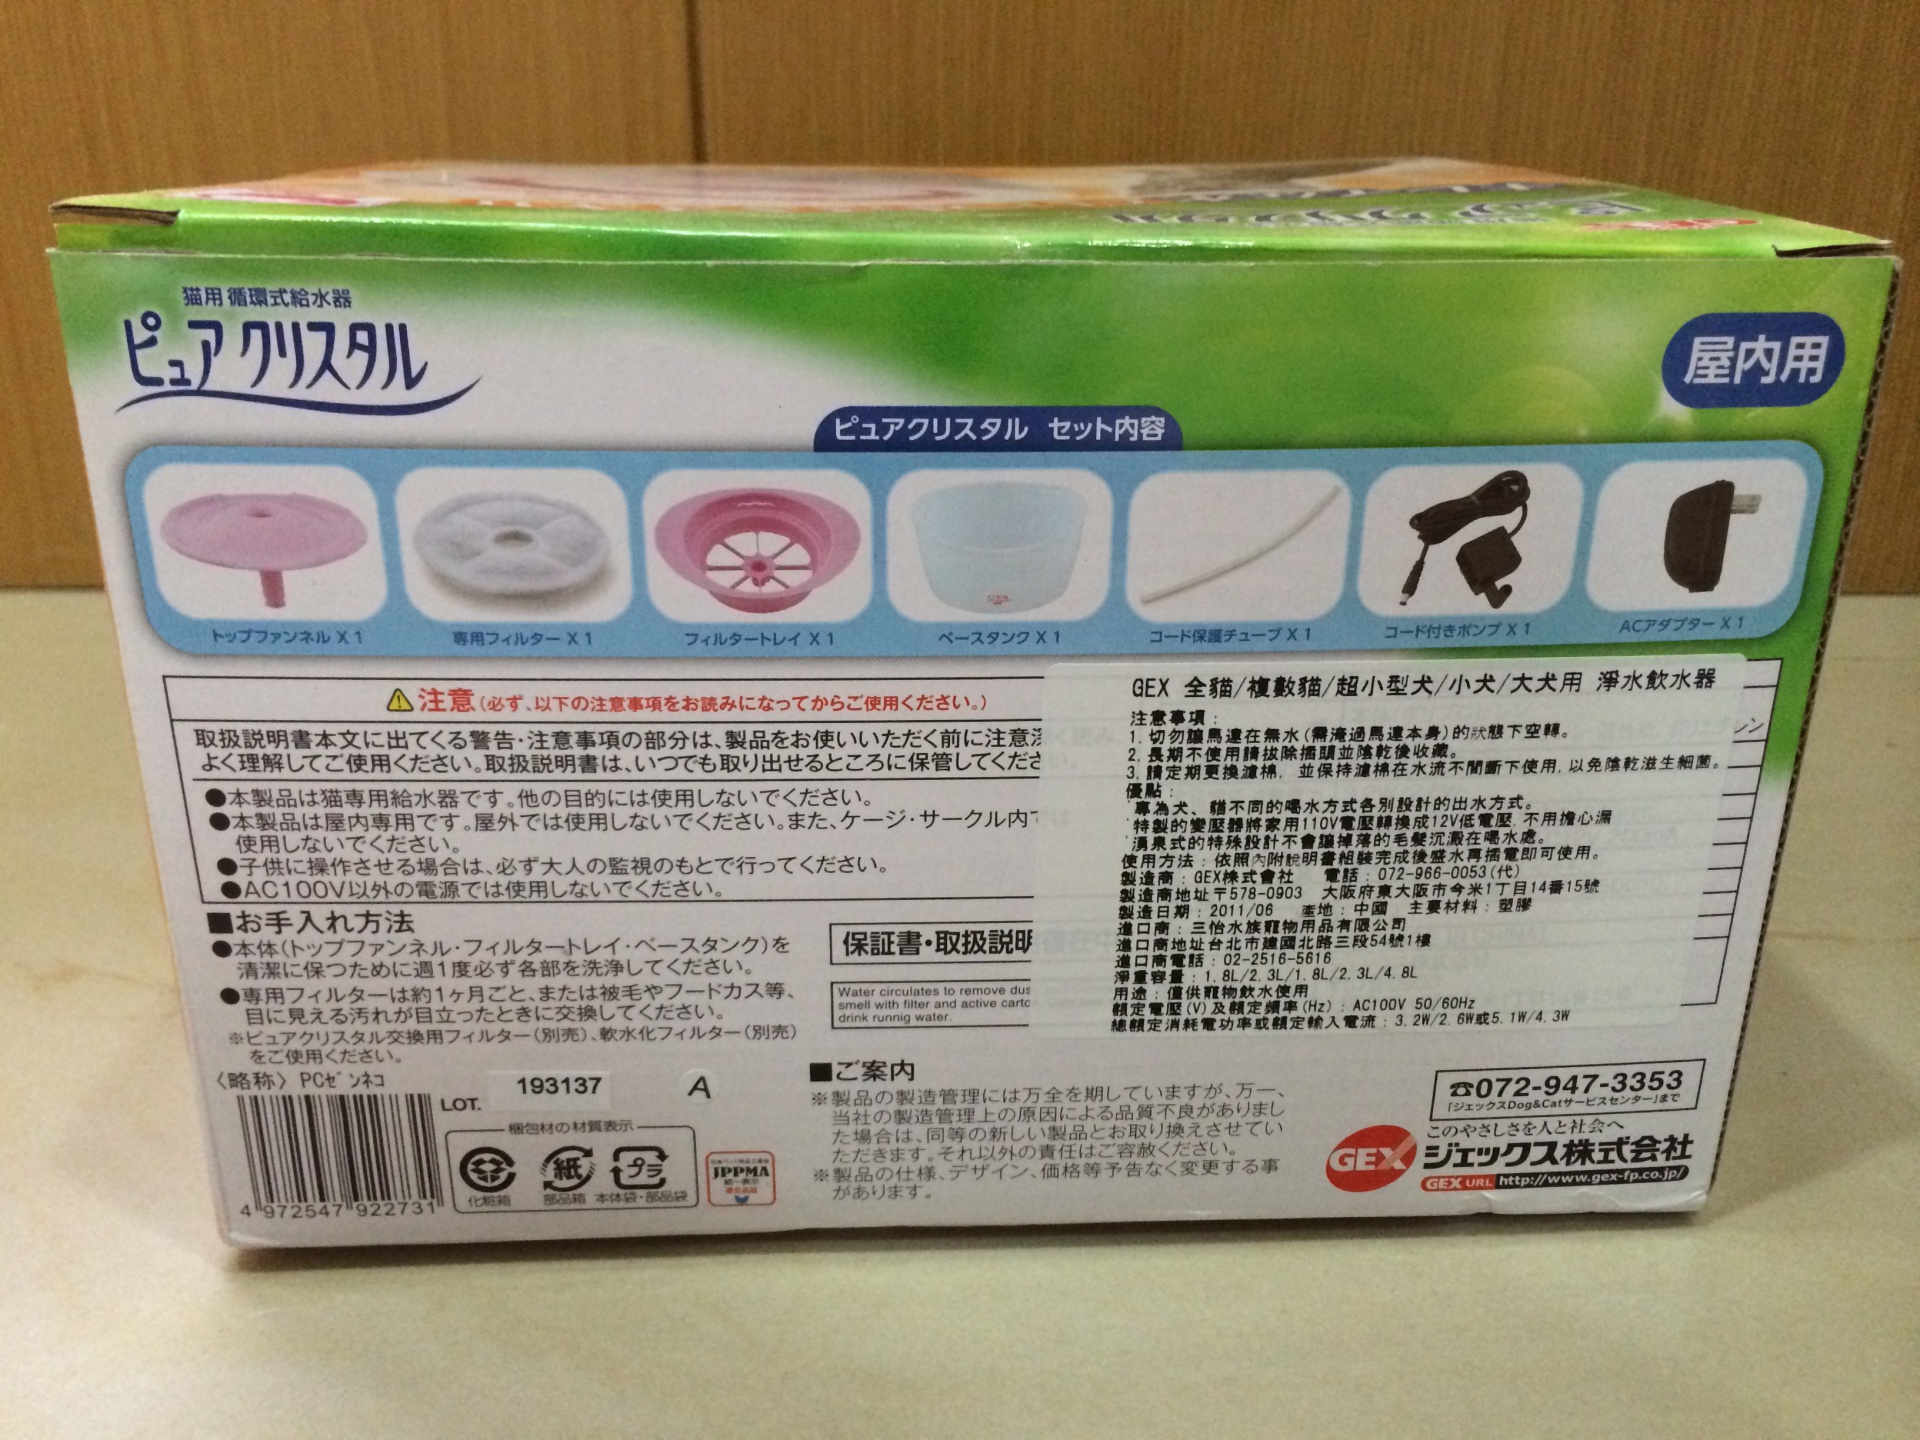 猫用 循環式給水器
ピュアクリスタル
屋内用
ピュアクリスタル セット内容
トップファンネル X 1
専用フィルター X 1
フィルタートレイ X 1
ベースタンク X 1
コード保護チューブ X 1
コード付きポンプ X 1
ACアダプター X 1
注意(必ず、以下の注意事項をお読みになってからご使用ください。)
取扱説明書本文に出てくる警告・注意事項の部分は、製品をお使いいただく前に注意深
よく理解してご使用ください。取扱説明書は、いつでも取り出せるところに保管してくださ
●本製品は猫専用給水器です。他の目的には使用しないでください。
●本製品は屋内専用です。屋外では使用しないでください。また、ケージ・サークル内では
使用しないでください。
●子供に操作させる場合は、必ず大人の監視のもとで行ってください。
●AC100V以外の電源では使用しないでください。
■お手入れ方法
●本体(トップファンネル・フィルタートレイ・ベースタンク)を
清潔に保つために週1度必ず各部を洗浄してください。
●専用フィルターは約1ヶ月ごと、または被毛やフードカス等、
目に見える汚れが目立ったときに交換してください。
※ピュアクリスタル交換用フィルター(別売)、軟水化フィルター(別売)
をご使用ください。
〈略称〉 PCゼンネコ
4 972547 922731
LOT. 193137 A
梱包材の材質表示
化粧箱
紙
部品箱
プラ
本体袋・部品袋
JPPMA
保証書・取扱説明
Water circulates to remove dus
smell with filter and active carbo
drink runnig water.
GEX 全貓/複數貓/超小型犬/小犬/大犬用 淨水飲水器
注意事項:
1. 切勿讓馬達在無水(需淹過馬達本身)的狀態下空轉。
2. 長期不使用請拔除插頭並陰乾後收藏。
3. 請定期更換濾棉, 並保持濾棉在水流不間斷下使用,以免陰乾滋生細菌。
優點:
專為犬、貓不同的喝水方式各別設計的出水方式。
特製的變壓器將家用110V電壓轉換成12V低電壓,不用擔心漏
湧泉式的特殊設計不會讓掉落的毛髮沉澱在喝水處。
使用方法:依照內附說明書組裝完成後盛水再插電即可使用。
製造商:GEX株式會社 電話:072-966-0053(代)
製造商地址〒578-0903 大阪府東大阪市今米1丁目14番15號
製造日期:2011/06 產地:中國 主要材料:塑膠
進口商:三怡水族寵物用品有限公司
進口商地址台北市建國北路三段54號1樓
進口商電話:02-2516-5616
淨重容量:1.8L/2.3L/1.8L/2.3L/4.8L
用途:僅供寵物飲水使用
額定電壓(V)及額定頻率(Hz):AC100V 50/60Hz
總額定消耗電功率或額定輸入電流:3.2W/2.6W或5.1W/4.3W
■ご案内
※製品の製造管理には万全を期していますが、万一、
当社の製造管理上の原因による品質不良がありまし
た場合は、同等の新しい製品とお取り換えさせてい
ただきます。それ以外の責任はご容赦ください。
※製品の仕様、デザイン、価格等予告なく変更する事
があります。
☎072-947-3353
「ジェックスDog&Catサービスセンター」まで
このやさしさを人と社会へ
GEX ジェックス株式会社
GEX URL http://www.gex-fp.co.jp/